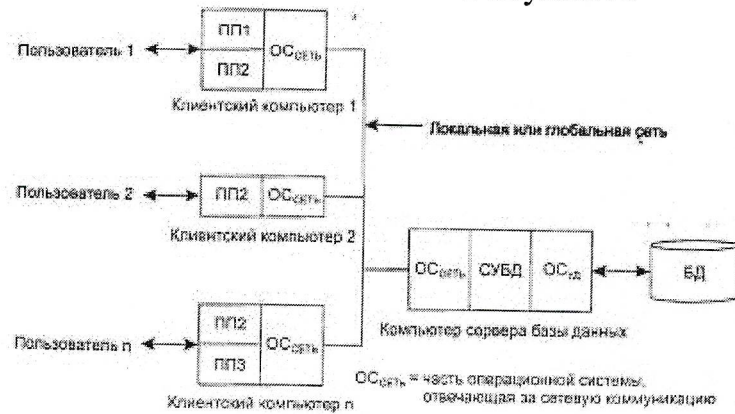 ПП1
Пользователь 1
ОСсеть
ПП2
Клиентский компьютер 1
Локальная или глобальная сеть
Пользователь 2
ПП2
ОСсеть
Клиентский компьютер 2
ОСсеть
СУБД
ОСуд
БД
ПП2
Пользователь n
ОСсеть
ПП3
Компьютер сервера базы данных
Клиентский компьютер n
ОСсеть = часть операционной системы,
отвечающая за сетевую коммуникацию